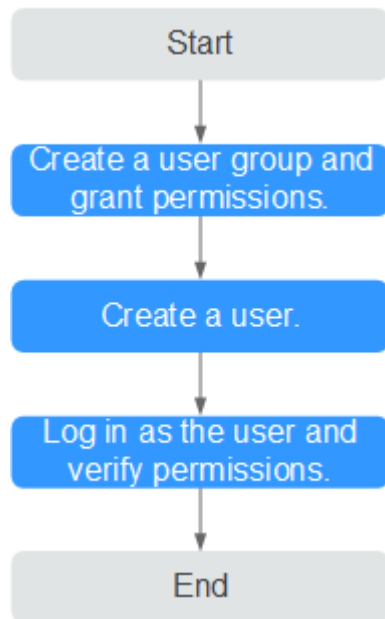 Start
Create a user group and
grant permissions.
Create a user.
Log in as the user and
verify permissions.
End